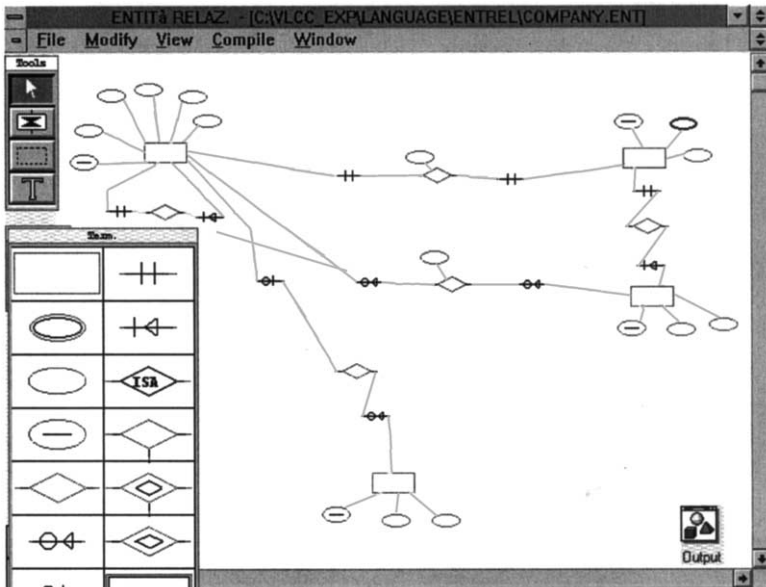 ENTITà RELAZ. - [C:\VLCC_EXP\LANGUAGE\ENTREL\COMPANY.ENT]
File Modify View Compile Window
Tools
T
Term.
ISA
Output